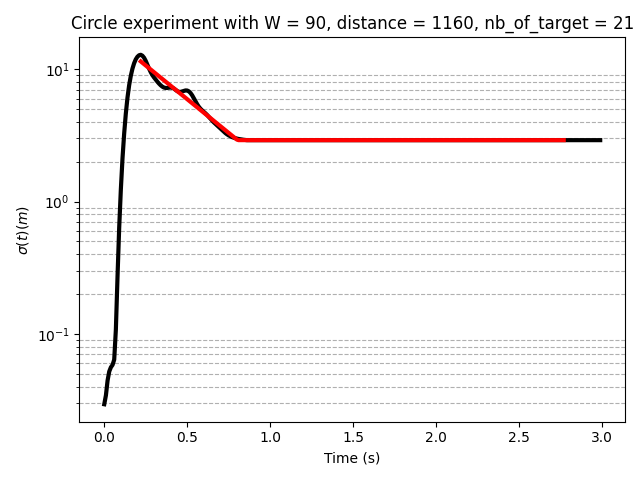 Circle experiment with W = 90, distance = 1160, nb_of_target = 21
10¹
10⁰
10⁻¹
σ(t)(m)
0.0 0.5 1.0 1.5 2.0 2.5 3.0
Time (s)